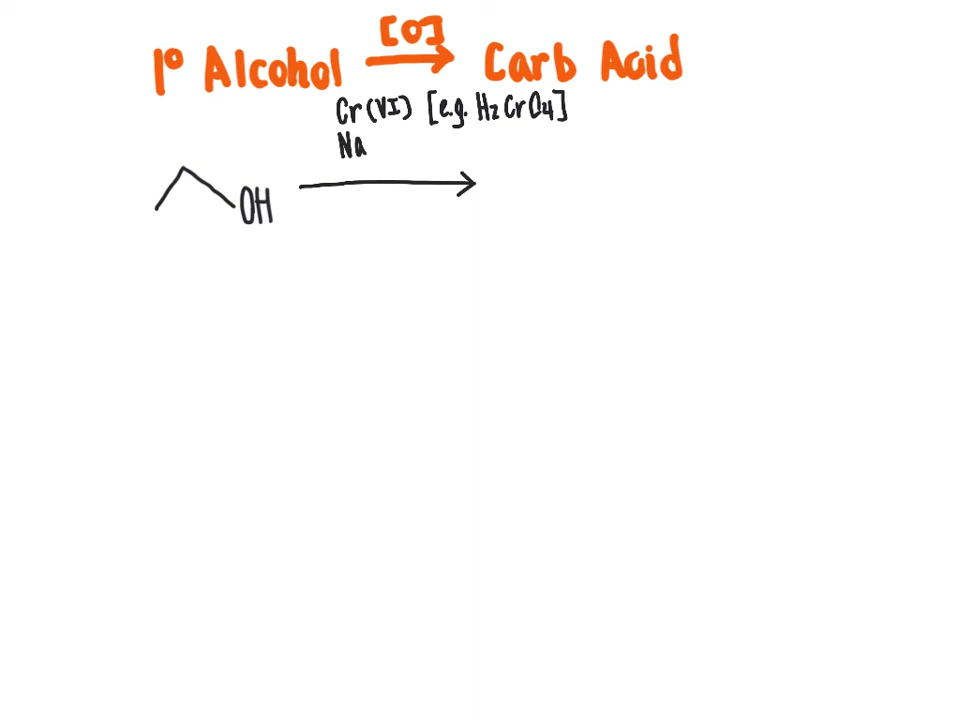 [O]
1° Alcohol → Carb Acid
Cr(VI) [e.g. H₂CrO₄]
Na
OH